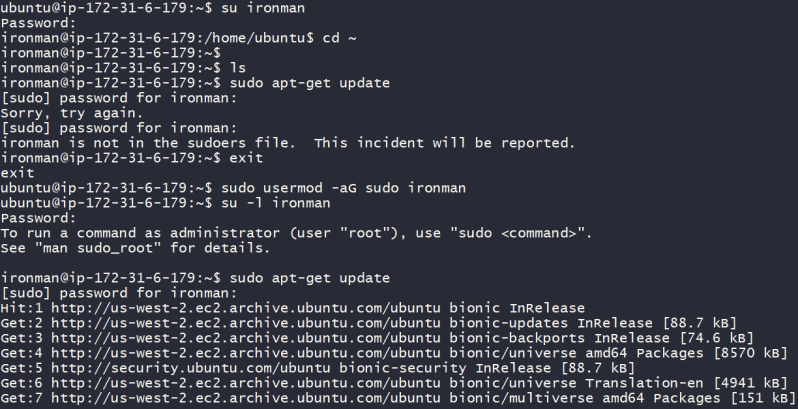 ubuntu@ip-172-31-6-179:~$ su ironman
Password:
ironman@ip-172-31-6-179:/home/ubuntu$ cd ~
ironman@ip-172-31-6-179:~$
ironman@ip-172-31-6-179:~$ ls
ironman@ip-172-31-6-179:~$ sudo apt-get update
[sudo] password for ironman:
Sorry, try again.
[sudo] password for ironman:
ironman is not in the sudoers file.  This incident will be reported.
ironman@ip-172-31-6-179:~$ exit
exit
ubuntu@ip-172-31-6-179:~$ sudo usermod -aG sudo ironman
ubuntu@ip-172-31-6-179:~$ su -l ironman
Password:
To run a command as administrator (user "root"), use "sudo <command>".
See "man sudo_root" for details.

ironman@ip-172-31-6-179:~$ sudo apt-get update
[sudo] password for ironman:
Hit:1 http://us-west-2.ec2.archive.ubuntu.com/ubuntu bionic InRelease
Get:2 http://us-west-2.ec2.archive.ubuntu.com/ubuntu bionic-updates InRelease [88.7 kB]
Get:3 http://us-west-2.ec2.archive.ubuntu.com/ubuntu bionic-backports InRelease [74.6 kB]
Get:4 http://us-west-2.ec2.archive.ubuntu.com/ubuntu bionic/universe amd64 Packages [8570 kB]
Get:5 http://security.ubuntu.com/ubuntu bionic-security InRelease [88.7 kB]
Get:6 http://us-west-2.ec2.archive.ubuntu.com/ubuntu bionic/universe Translation-en [4941 kB]
Get:7 http://us-west-2.ec2.archive.ubuntu.com/ubuntu bionic/multiverse amd64 Packages [151 kB]